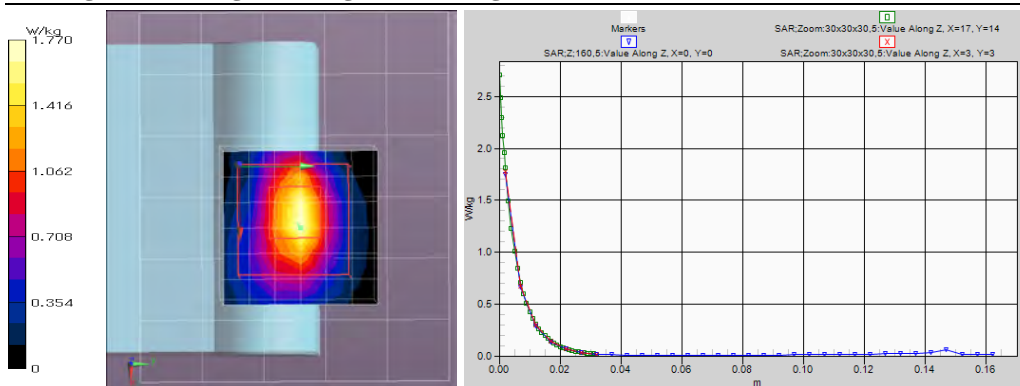 W/kg
1.770
1.416
1.062
0.708
0.354
0
Markers
SAR;Z;160,5:Value Along Z, X=0, Y=0
SAR;Zoom:30x30x30,5:Value Along Z, X=17, Y=14
SAR;Zoom:30x30x30,5:Value Along Z, X=3, Y=3
W/kg
2.5
2.0
1.5
1.0
0.5
0.0
0.00 0.02 0.04 0.06 0.08 0.10 0.12 0.14 0.16
m